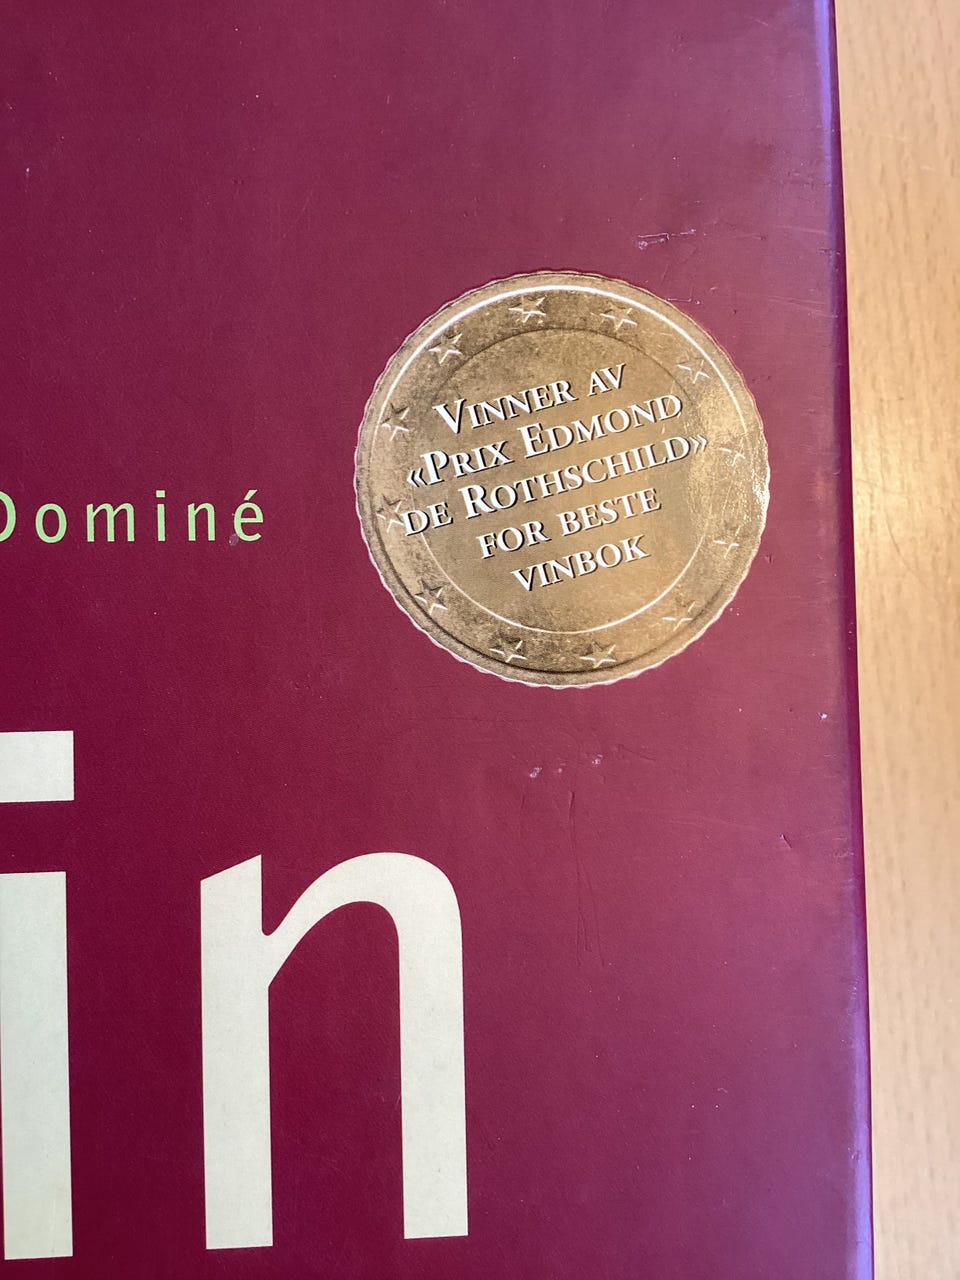 Dominé
VINNER AV
«PRIX EDMOND
DE ROTHSCHILD»
FOR BESTE
VINBOK
in